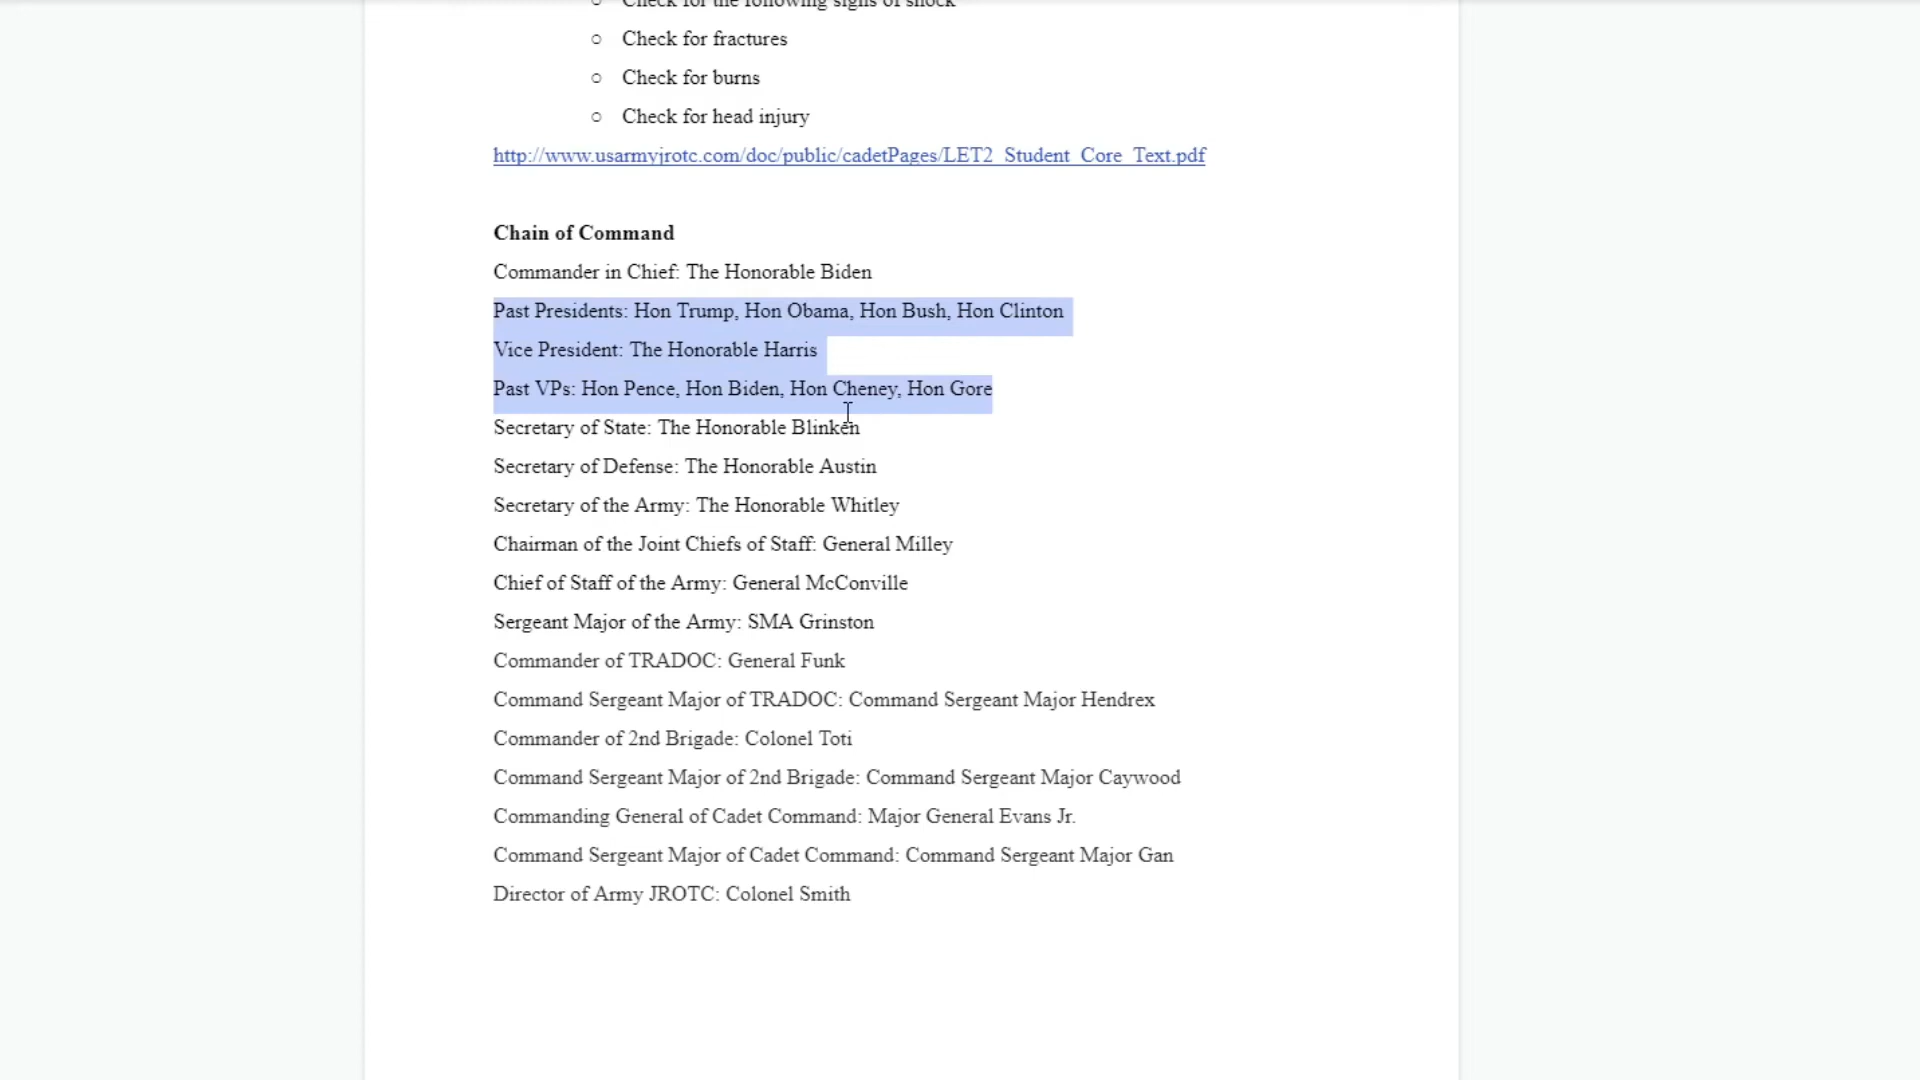 Check for the following signs of shock
Check for fractures
Check for burns
Check for head injury
http://www.usarmyjrotc.com/doc/public/cadetPages/LET2_Student_Core_Text.pdf
Chain of Command
Commander in Chief: The Honorable Biden
Past Presidents: Hon Trump, Hon Obama, Hon Bush, Hon Clinton
Vice President: The Honorable Harris
Past VPs: Hon Pence, Hon Biden, Hon Cheney, Hon Gore
Secretary of State: The Honorable Blinken
Secretary of Defense: The Honorable Austin
Secretary of the Army: The Honorable Whitley
Chairman of the Joint Chiefs of Staff: General Milley
Chief of Staff of the Army: General McConville
Sergeant Major of the Army: SMA Grinston
Commander of TRADOC: General Funk
Command Sergeant Major of TRADOC: Command Sergeant Major Hendrex
Commander of 2nd Brigade: Colonel Toti
Command Sergeant Major of 2nd Brigade: Command Sergeant Major Caywood
Commanding General of Cadet Command: Major General Evans Jr.
Command Sergeant Major of Cadet Command: Command Sergeant Major Gan
Director of Army JROTC: Colonel Smith